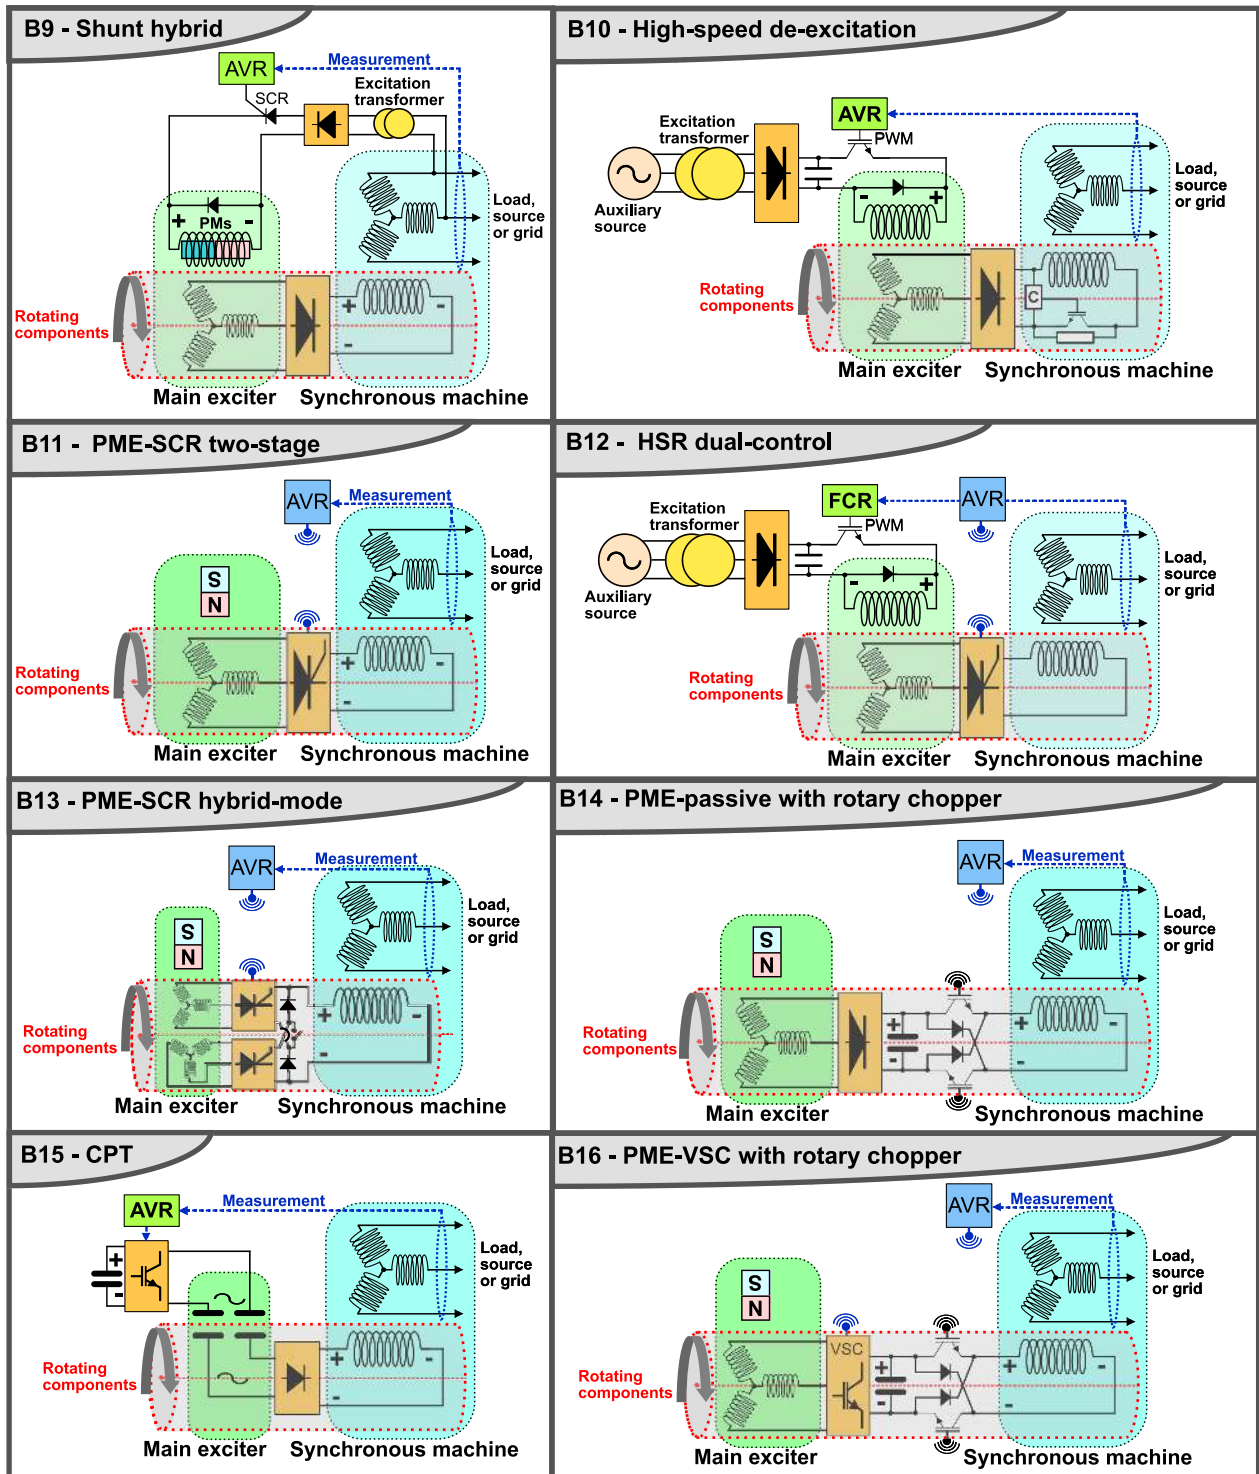 B9 - Shunt hybrid
AVR
Measurement
SCR
Excitation
transformer
+
-
PMs
Load,
source
or grid
Rotating
components
+
-
-
Main exciter
Synchronous machine
B10 - High-speed de-excitation
Excitation
transformer
AVR
PWM
Auxiliary
source
-
+
Load,
source
or grid
Rotating
components
C
Main exciter
Synchronous machine
B11 - PME-SCR two-stage
AVR
Measurement
S
N
Load,
source
or grid
Rotating
components
+
-
-
Main exciter
Synchronous machine
B12 - HSR dual-control
Excitation
transformer
FCR
PWM
AVR
Auxiliary
source
-
+
Load,
source
or grid
Rotating
components
Main exciter
Synchronous machine
B13 - PME-SCR hybrid-mode
AVR
Measurement
S
N
Load,
source
or grid
Rotating
components
+
-
-
Main exciter
Synchronous machine
B14 - PME-passive with rotary chopper
AVR
Measurement
S
N
Load,
source
or grid
Rotating
components
+
-
+
-
-
Main exciter
Synchronous machine
B15 - CPT
AVR
Measurement
+
-
Load,
source
or grid
Rotating
components
+
-
-
Main exciter
Synchronous machine
B16 - PME-VSC with rotary chopper
AVR
Measurement
S
N
Load,
source
or grid
VSC
Rotating
components
+
-
+
-
-
Main exciter
Synchronous machine